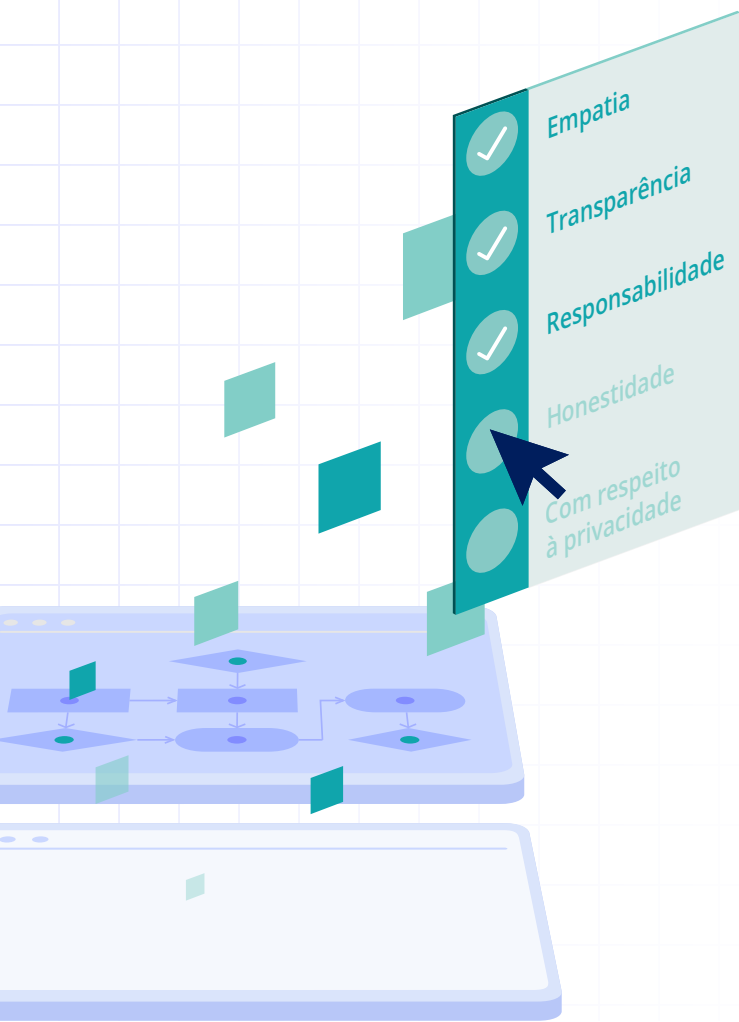 Empatia
Transparência
Responsabilidade
Honestidade
Com respeito
à privacidade